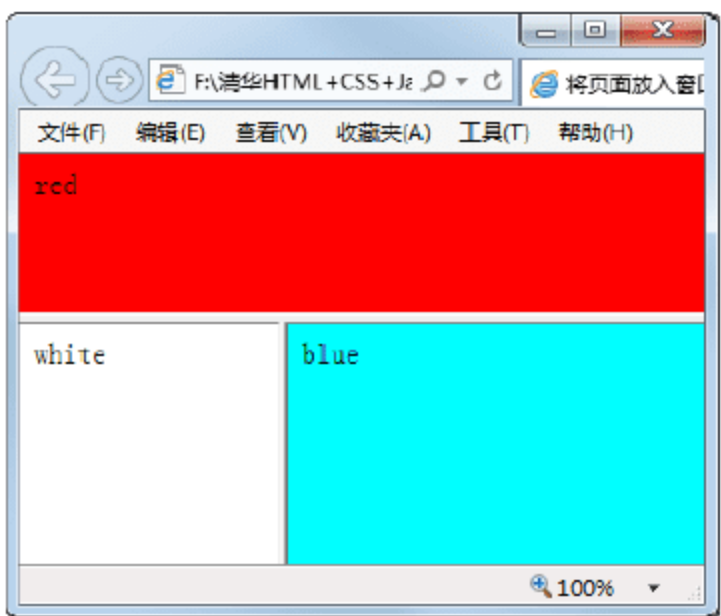 F:\清华HTML+CSS+Ja
将页面放入窗口
文件(F) 编辑(E) 查看(V) 收藏夹(A) 工具(T) 帮助(H)
red
white
blue
100%